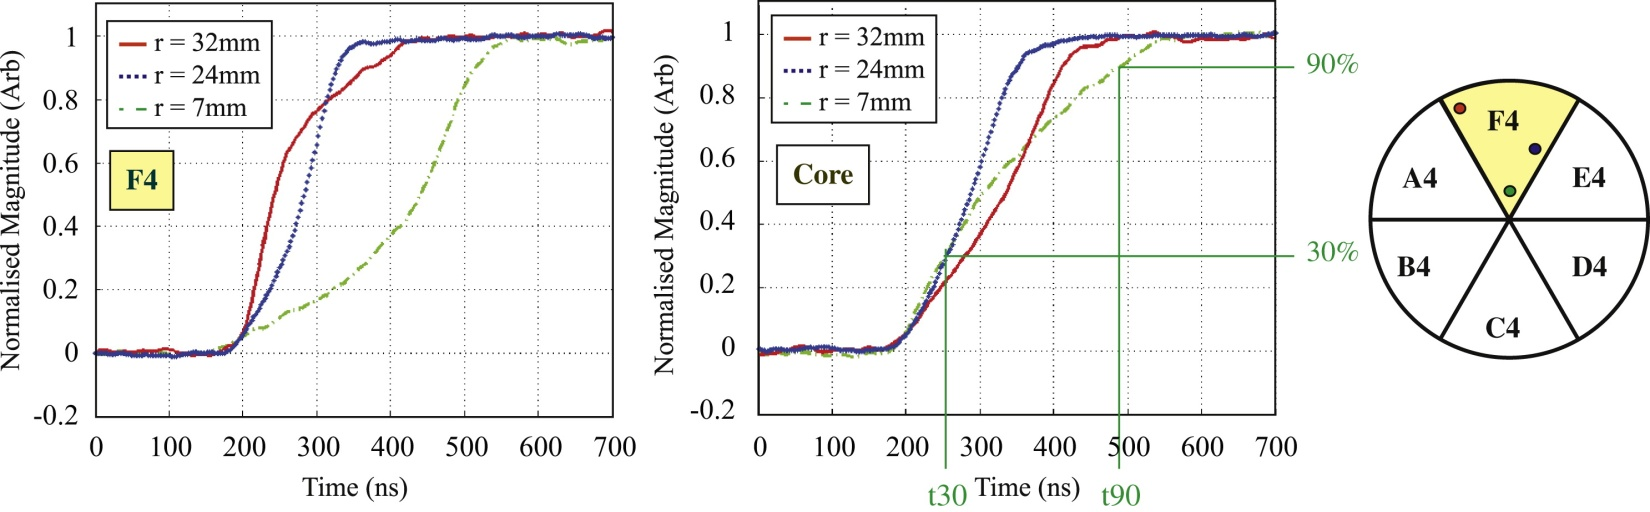 Normalised Magnitude (Arb)
1
0.8
0.6
0.4
0.2
0
-0.2
r = 32mm
r = 24mm
r = 7mm
F4
0 100 200 300 400 500 600 700
Time (ns)
Normalised Magnitude (Arb)
1
0.8
0.6
0.4
0.2
0
-0.2
r = 32mm
r = 24mm
r = 7mm
Core
90%
30%
0 100 200 300 400 500 600 700
t30 Time (ns) t90
F4
A4 E4
B4 D4
C4